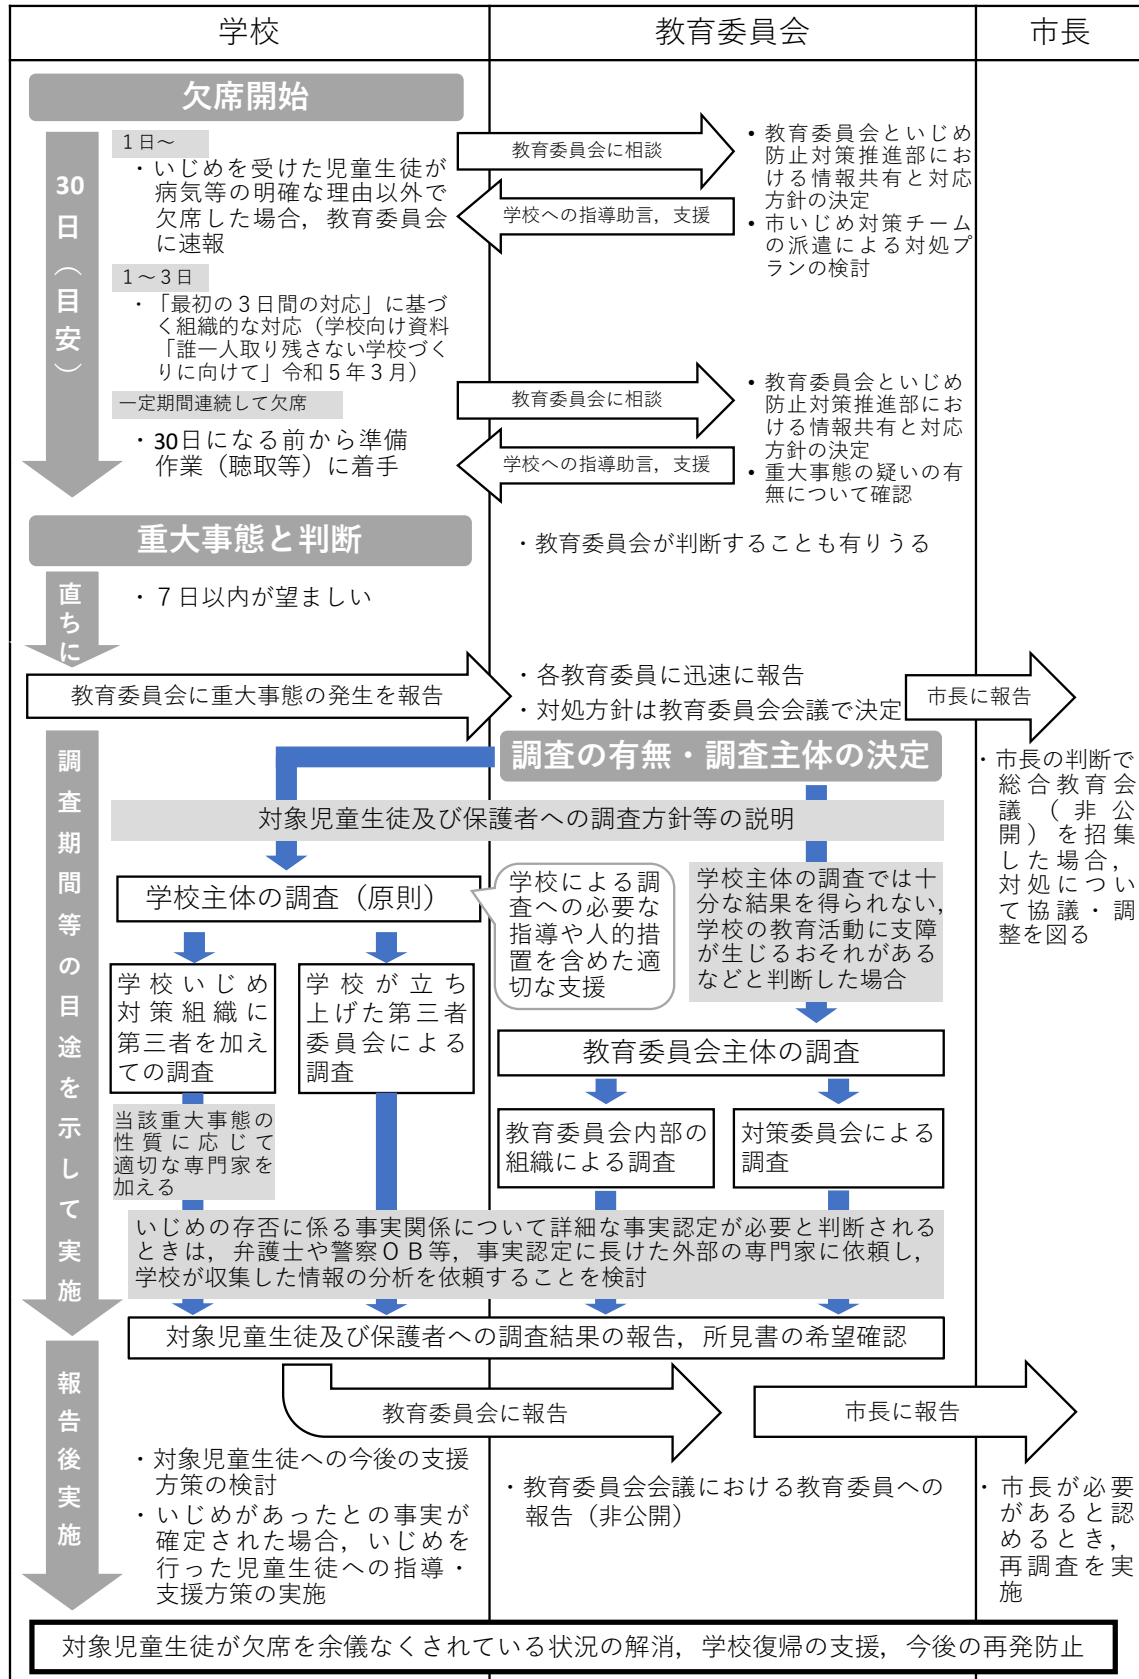 学校
教育委員会
市長
欠席開始
30日（目安）
１日～
・いじめを受けた児童生徒が
病気等の明確な理由以外で
欠席した場合，教育委員会
に速報
教育委員会に相談
学校への指導助言，支援
・教育委員会といじめ
防止対策推進部にお
ける情報共有と対応
方針の決定
・市いじめ対策チーム
の派遣による対処プ
ランの検討
１～３日
・「最初の３日間の対応」に基づ
く組織的な対応（学校向け資料
「誰一人取り残さない学校づく
りに向けて」令和５年３月）
一定期間連続して欠席
・30日になる前から準備
作業（聴取等）に着手
教育委員会に相談
学校への指導助言，支援
・教育委員会といじめ
防止対策推進部にお
ける情報共有と対応
方針の決定
・重大事態の疑いの有
無について確認
重大事態と判断
・教育委員会が判断することも有りうる
直ちに
・７日以内が望ましい
教育委員会に重大事態の発生を報告
・各教育委員に迅速に報告
・対処方針は教育委員会会議で決定
市長に報告
調査期間等の目途を示して実施
調査の有無・調査主体の決定
・市長の判断で
総合教育会
議（非公
開）を招集
した場合，
対処につい
て協議・調
整を図る
対象児童生徒及び保護者への調査方針等の説明
学校主体の調査（原則）
学校による調
査への必要な
指導や人的措
置を含めた適
切な支援
学校主体の調査では十
分な結果を得られない，
学校の教育活動に支障
が生じるおそれがある
などと判断した場合
学校いじめ
対策組織に
第三者を加え
ての調査
学校が立ち
上げた第三者
委員会による
調査
教育委員会主体の調査
当該重大事態の
性質に応じて
適切な専門家を
加える
教育委員会内部の
組織による調査
対策委員会による
調査
いじめの存否に係る事実関係について詳細な事実認定が必要と判断される
ときは，弁護士や警察ＯＢ等，事実認定に長けた外部の専門家に依頼し，
学校が収集した情報の分析を依頼することを検討
対象児童生徒及び保護者への調査結果の報告，所見書の希望確認
報告後実施
教育委員会に報告
市長に報告
・対象児童生徒への今後の支援
方策の検討
・いじめがあったとの事実が
確定された場合，いじめを
行った児童生徒への指導・
支援方策の実施
・教育委員会会議における教育委員への
報告（非公開）
・市長が必要
があると認
めるとき，
再調査を実
施
対象児童生徒が欠席を余儀なくされている状況の解消，学校復帰の支援，今後の再発防止